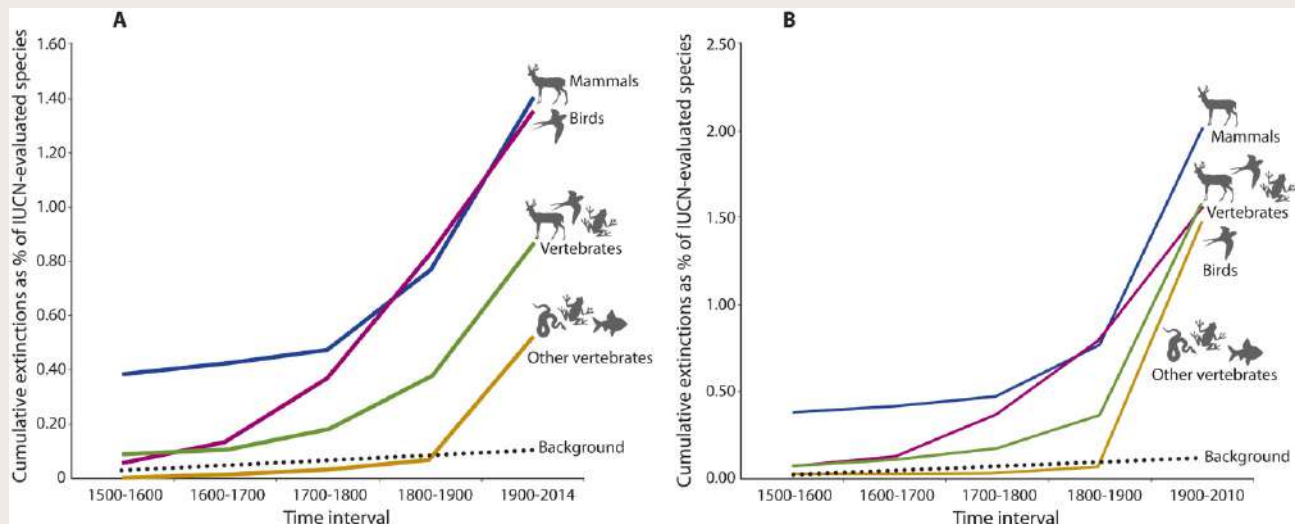 A
Cumulative extinctions as % of IUCN-evaluated species
1.60
1.40
1.20
1.00
0.80
0.60
0.40
0.20
0
Mammals
Birds
Vertebrates
Other vertebrates
Background
1500-1600
1600-1700
1700-1800
1800-1900
1900-2014
Time interval
B
Cumulative extinctions as % of IUCN-evaluated species
2.50
2.00
1.50
1.00
0.50
0.00
Mammals
Vertebrates
Birds
Other vertebrates
Background
1500-1600
1600-1700
1700-1800
1800-1900
1900-2010
Time interval